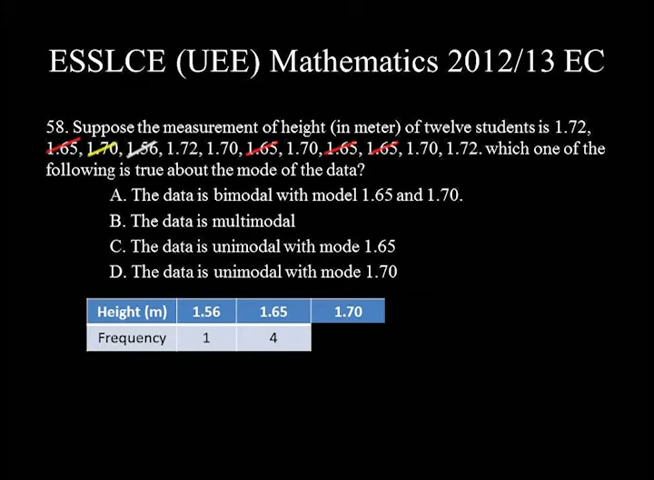 ESSLCE (UEE) Mathematics 2012/13 EC
58. Suppose the measurement of height (in meter) of twelve students is 1.72,
1.65, 1.70, 1.56, 1.72, 1.70, 1.65, 1.70, 1.65, 1.65, 1.70, 1.72. which one of the
following is true about the mode of the data?
A. The data is bimodal with model 1.65 and 1.70.
B. The data is multimodal
C. The data is unimodal with mode 1.65
D. The data is unimodal with mode 1.70
Height (m) 1.56 1.65 1.70
Frequency 1 4